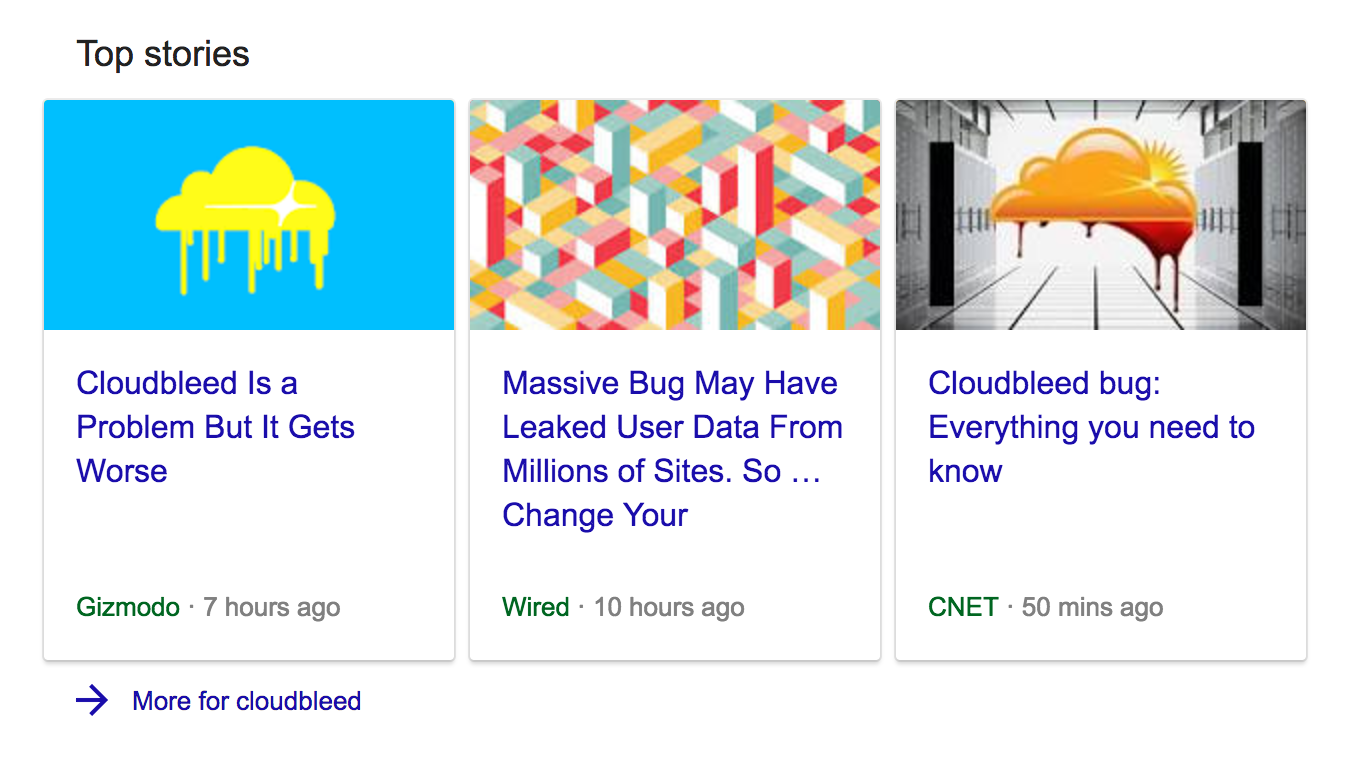 Top stories
Cloudbleed Is a
Problem But It Gets
Worse
Gizmodo · 7 hours ago
Massive Bug May Have
Leaked User Data From
Millions of Sites. So …
Change Your
Wired · 10 hours ago
Cloudbleed bug:
Everything you need to
know
CNET · 50 mins ago
More for cloudbleed